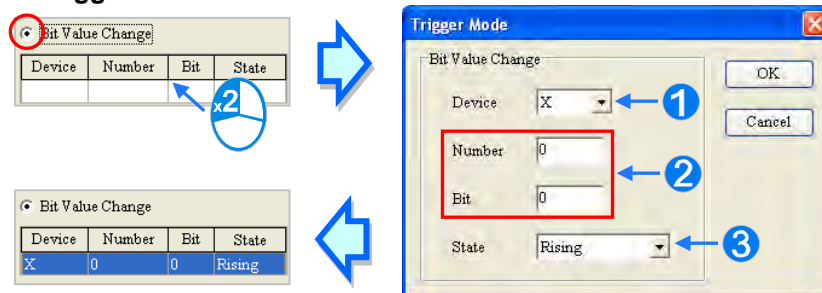 Bit Value Change
Device Number Bit State
x2
Trigger Mode
Bit Value Change
Device X 1
Number 0
2
Bit 0
State Rising 3
OK
Cancel
Bit Value Change
Device Number Bit State
X 0 0 Rising